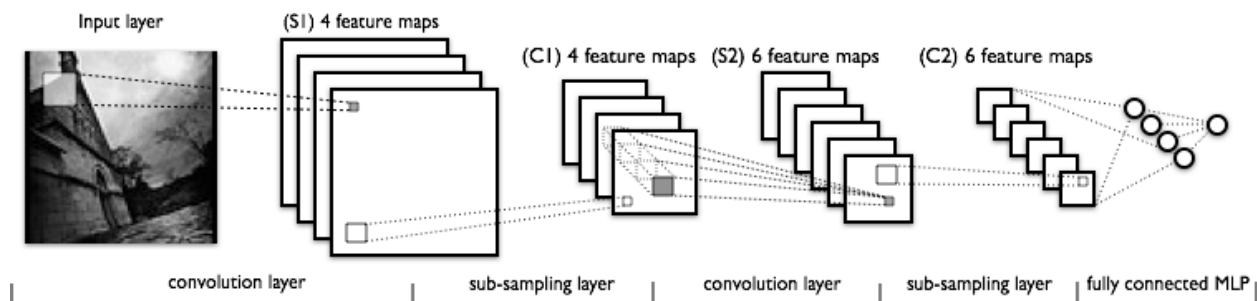 Input layer
(S1) 4 feature maps
(C1) 4 feature maps
(S2) 6 feature maps
(C2) 6 feature maps
convolution layer
sub-sampling layer
convolution layer
sub-sampling layer
fully connected MLP